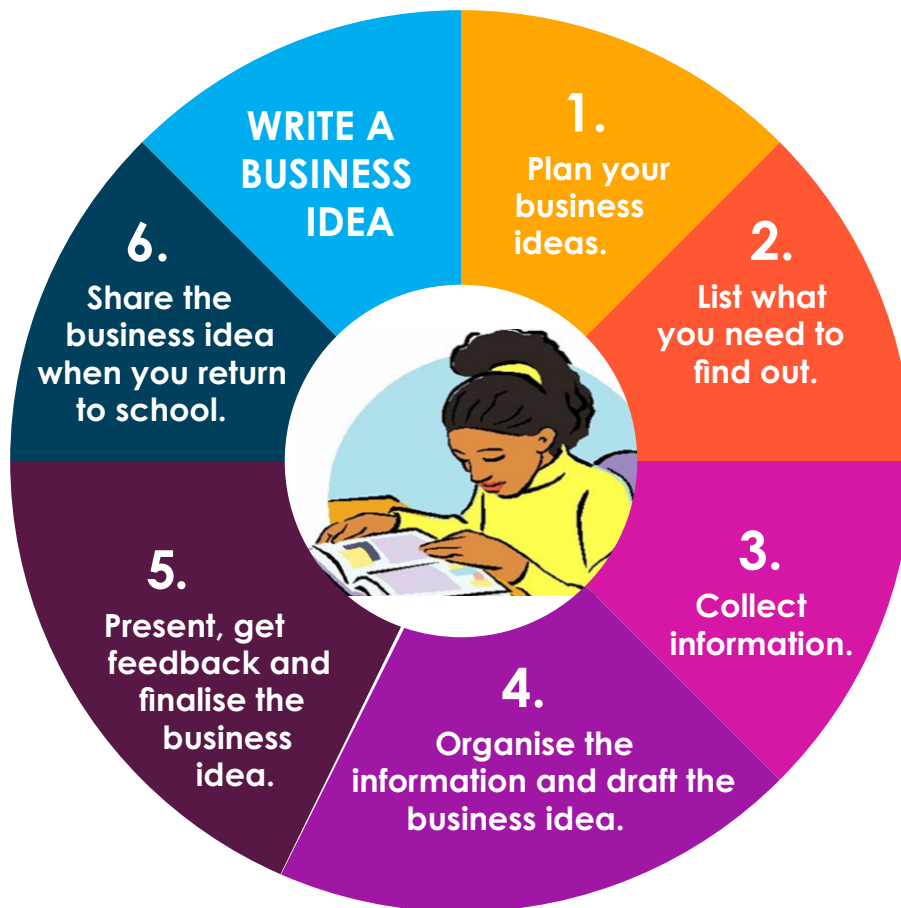 WRITE A
BUSINESS
IDEA
1.
Plan your
business
ideas.
2.
List what
you need to
find out.
3.
Collect
information.
4.
Organise the
information and draft the
business idea.
5.
Present, get
feedback and
finalise the
business
idea.
6.
Share the
business idea
when you return
to school.